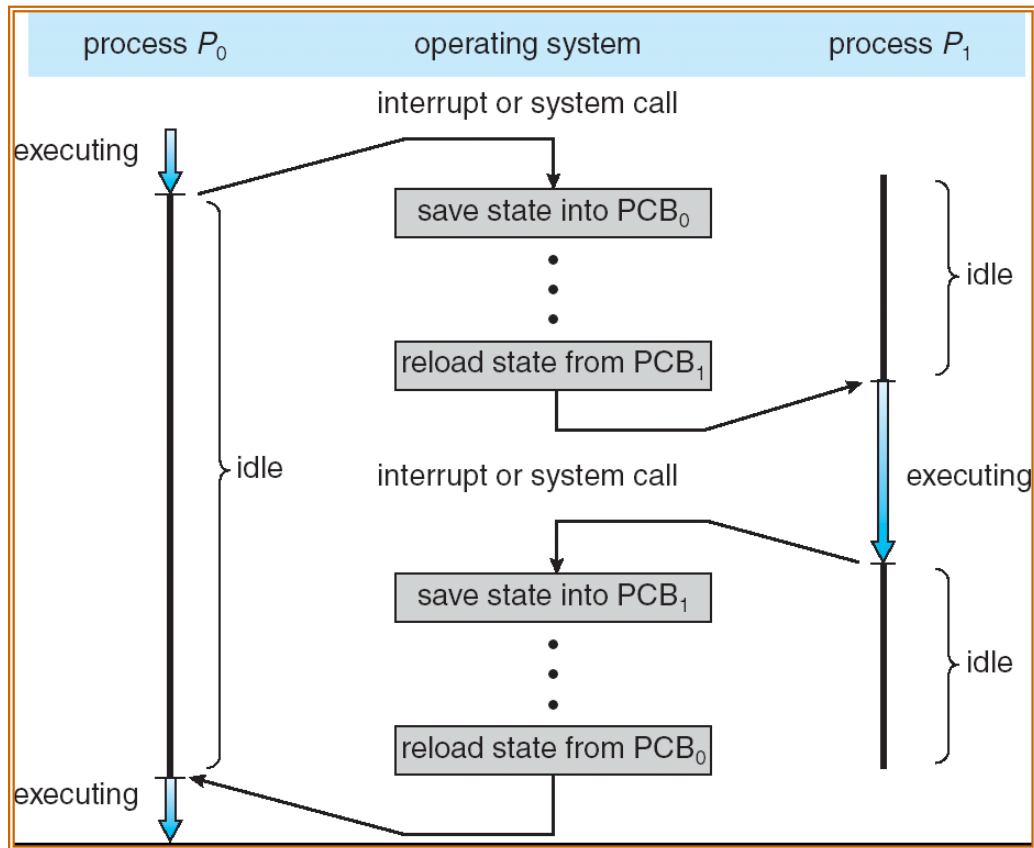 process P₀ operating system process P₁
interrupt or system call
executing
save state into PCB₀
idle
reload state from PCB₁
idle
interrupt or system call
executing
save state into PCB₁
idle
reload state from PCB₀
executing